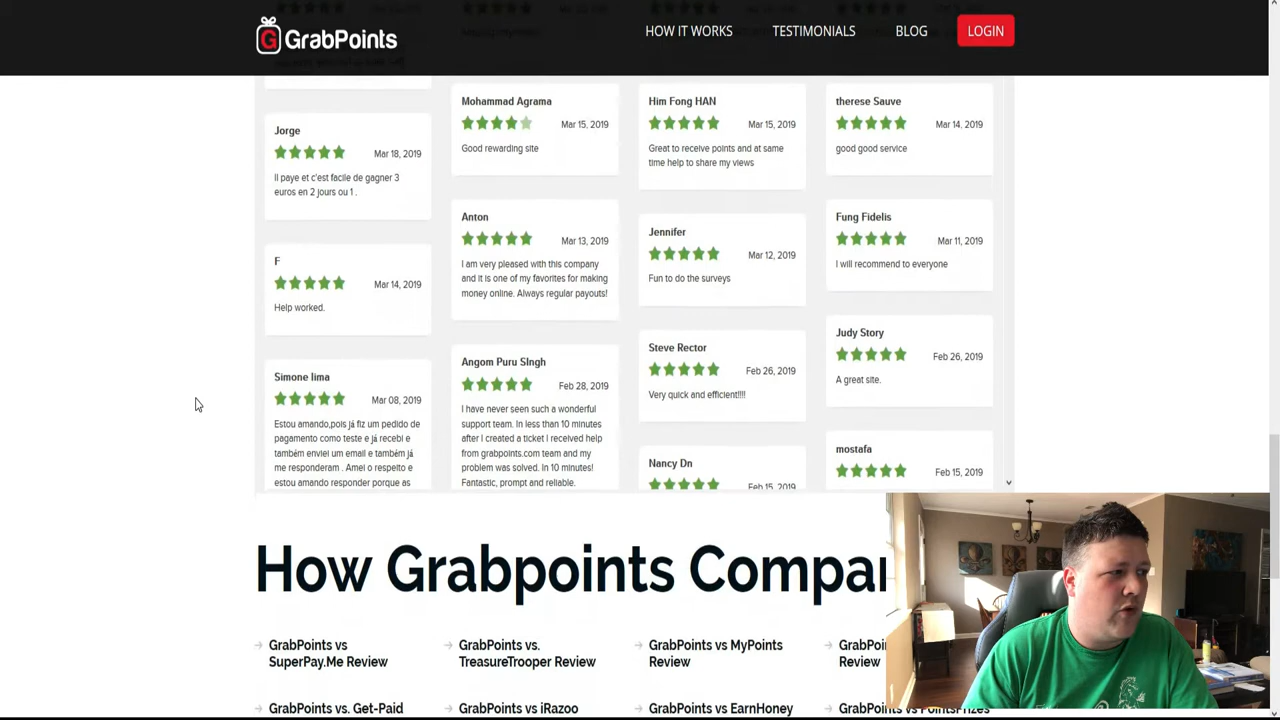 GrabPoints
HOW IT WORKS
TESTIMONIALS
BLOG
LOGIN
Jorge
Mar 18, 2019
Il paye et c'est facile de gagner 3
euros en 2 jours ou 1 .
F
Mar 14, 2019
Help worked.
Simone lima
Mar 08, 2019
Estou amando,pois já fiz um pedido de
pagamento como teste e já recebi e
também enviei um email e também já
me responderam . Amei o respeito e
estou amando responder porque as
Mohammad Agrama
Mar 15, 2019
Good rewarding site
Anton
Mar 13, 2019
I am very pleased with this company
and it is one of my favorites for making
money online. Always regular payouts!
Angom Puru SIngh
Feb 28, 2019
I have never seen such a wonderful
support team. In less than 10 minutes
after I created a ticket I received help
from grabpoints.com team and my
problem was solved. In 10 minutes!
Fantastic, prompt and reliable.
Him Fong HAN
Mar 15, 2019
Great to receive points and at same
time help to share my views
Jennifer
Mar 12, 2019
Fun to do the surveys
Steve Rector
Feb 26, 2019
Very quick and efficient!!!!
Nancy Dn
Feb 15, 2019
therese Sauve
Mar 14, 2019
good good service
Fung Fidelis
Mar 11, 2019
I will recommend to everyone
Judy Story
Feb 26, 2019
A great site.
mostafa
Feb 15, 2019
How Grabpoints Compar
GrabPoints vs
SuperPay.Me Review
GrabPoints vs.
TreasureTrooper Review
GrabPoints vs MyPoints
Review
Review
GrabPoints vs. Get-Paid
GrabPoints vs iRazoo
GrabPoints vs EarnHoney
GrabPoints vs PointsPrizes